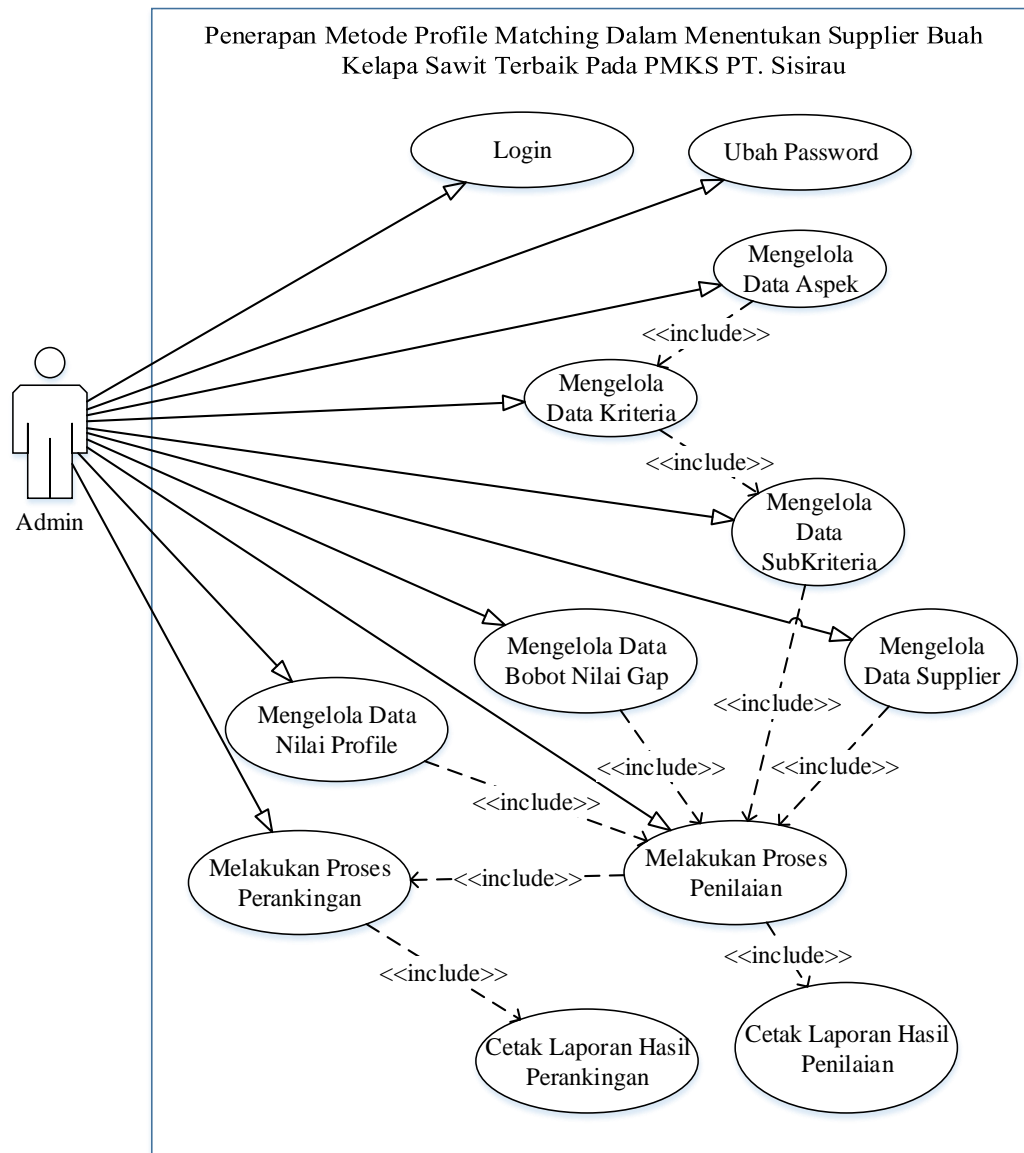 Penerapan Metode Profile Matching Dalam Menentukan Supplier Buah
Kelapa Sawit Terbaik Pada PMKS PT. Sisirau
Login
Ubah Password
Mengelola
Data Aspek
<<include>>
Mengelola
Data Kriteria
<<include>>
Mengelola
Data
SubKriteria
Admin
Mengelola Data
Bobot Nilai Gap
Mengelola
Data Supplier
Mengelola Data
Nilai Profile
<<include>>
<<include>>
<<include>>
<<include>>
Melakukan Proses
Perankingan
<<include>>
Melakukan Proses
Penilaian
<<include>>
<<include>>
Cetak Laporan Hasil
Perankingan
Cetak Laporan Hasil
Penilaian